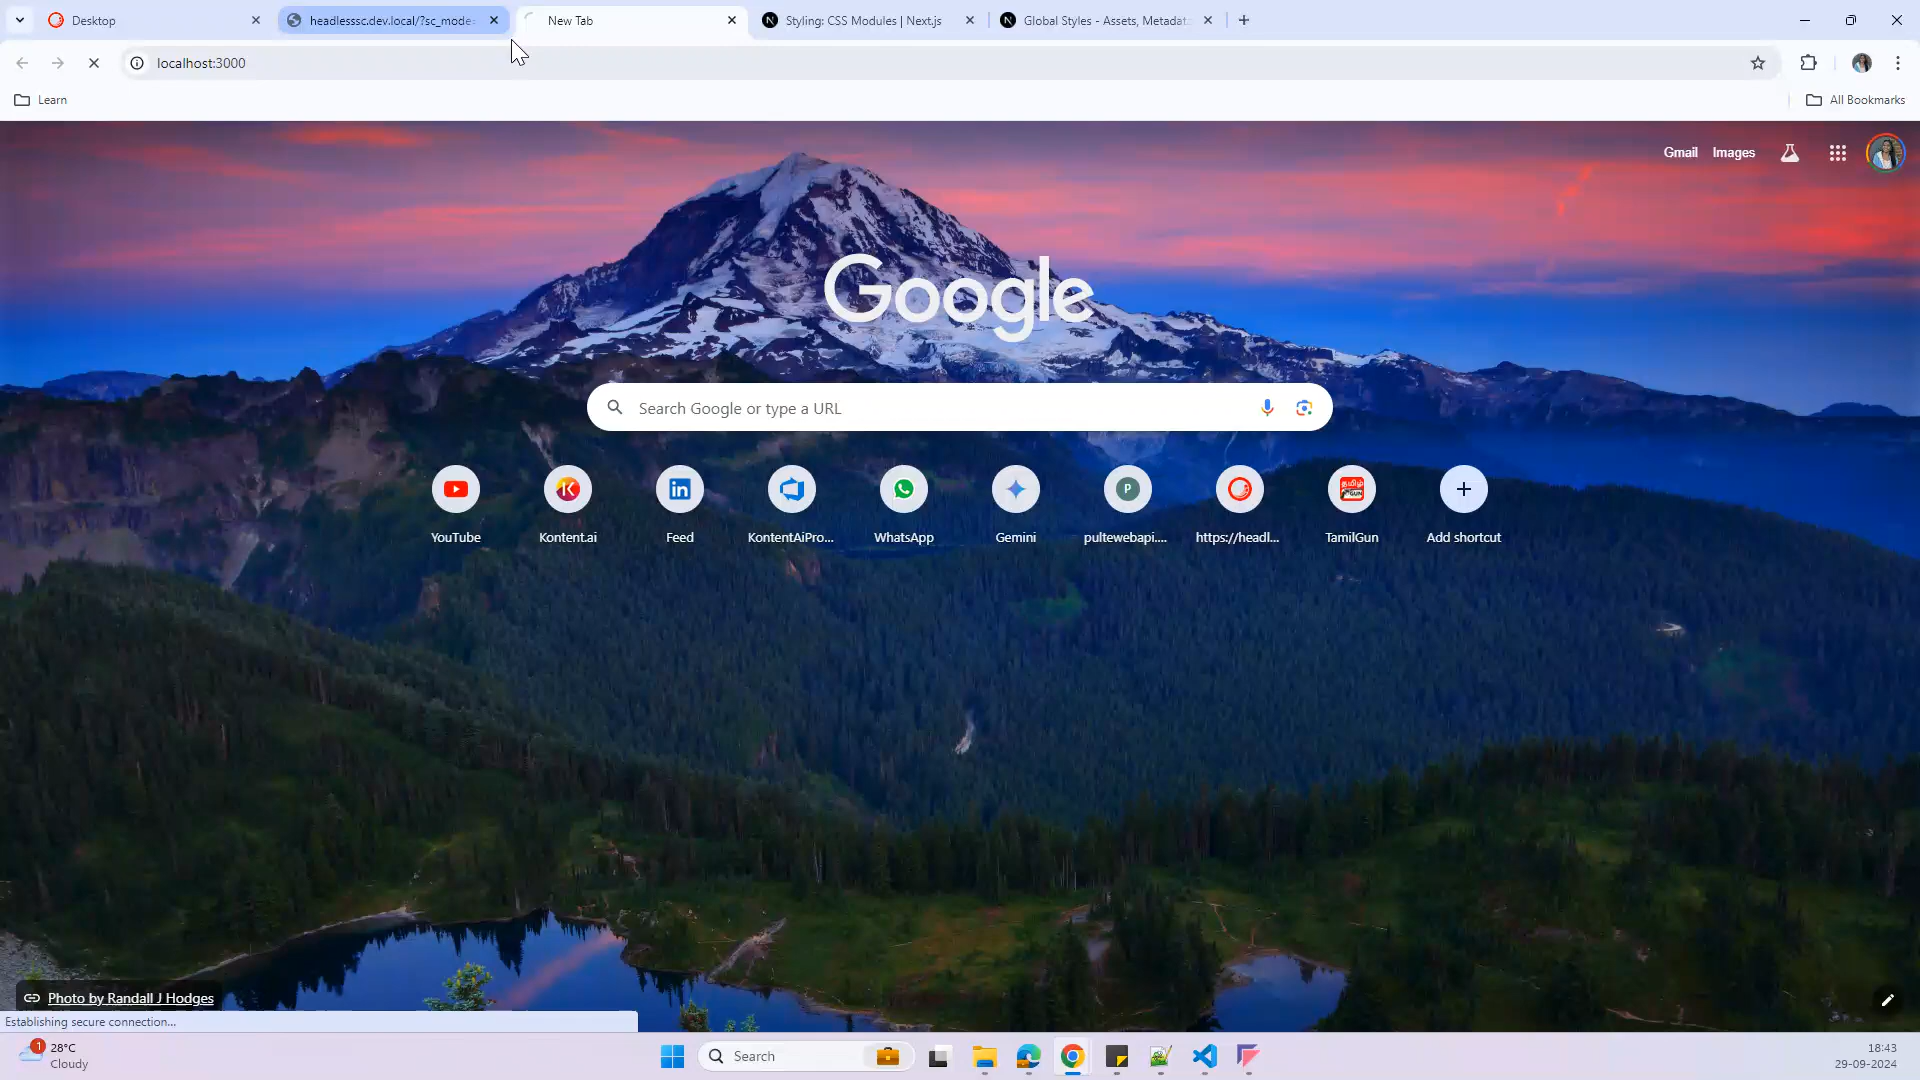 Desktop
headlesssc.dev.local/?sc_mode=
New Tab
Styling: CSS Modules | Next.js
Global Styles - Assets, Metadat
localhost:3000
Learn
All Bookmarks
Gmail
Images
Google
Search Google or type a URL
YouTube
Kontent.ai
Feed
KontentAiPro...
WhatsApp
Gemini
P
pultewebapi....
https://headl...
தமிழ்
GUN
TamilGun
Add shortcut
Photo by Randall J Hodges
Establishing secure connection...
1
28°C
Cloudy
Search
18:43
29-09-2024